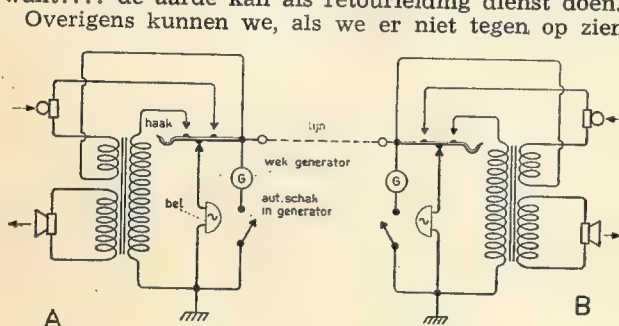 want.... de aarde kan als retourleiding dienst doen.
Overigens kunnen we, als we er niet tegen op zien
haak
lijn
wek generator
G
G
bel
aut. schak
in generator
A
B